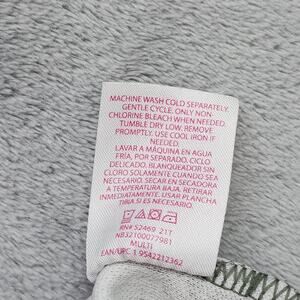 MACHINE WASH COLD SEPARATELY,
GENTLE CYCLE. ONLY NON-
CHLORINE BLEACH WHEN NEEDED.
TUMBLE DRY LOW. REMOVE
PROMPTLY. USE COOL IRON IF
NEEDED.
LAVAR A MÁQUINA EN AGUA
FRÍA, POR SEPARADO, CICLO
DELICADO. BLANQUEADOR SIN
CLORO SOLAMENTE CUANDO SEA
NECESARIO. SECAR EN SECADORA
A TEMPERATURA BAJA. RETIRAR
INMEDIATAMENTE. USAR PLANCHA
TIBIA SI ES NECESARIO.
RN# 52469 21T
NB32100077981
MULTI
EAN/UPC 1 9542212362